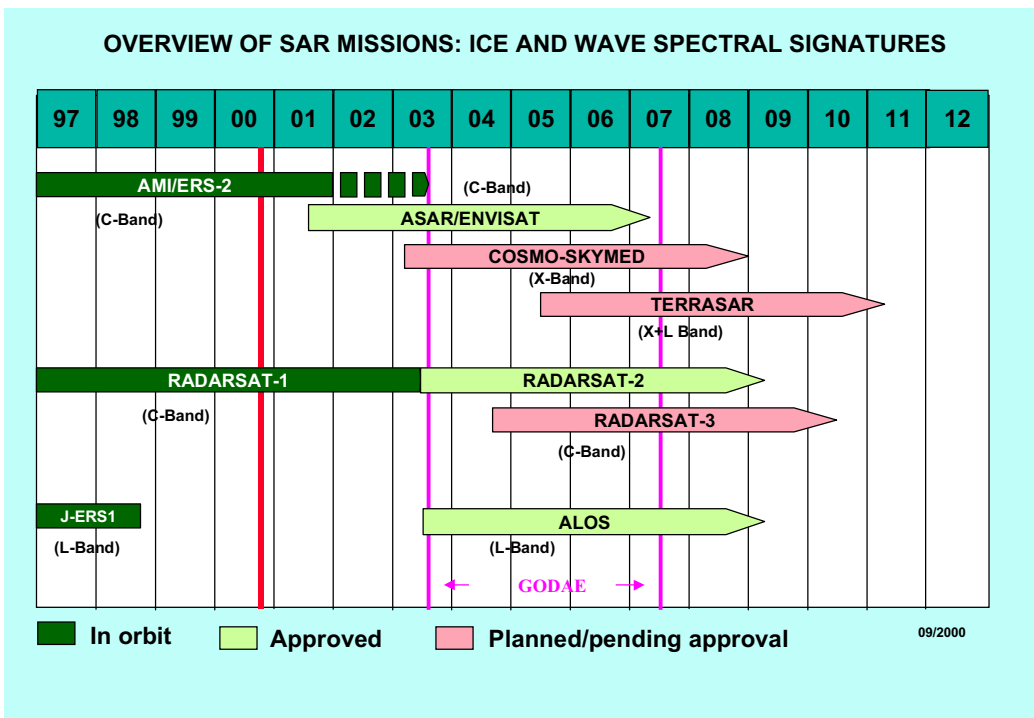 OVERVIEW OF SAR MISSIONS: ICE AND WAVE SPECTRAL SIGNATURES
97 98 99 00 01 02 03 04 05 06 07 08 09 10 11 12
AMI/ERS-2
(C-Band)
(C-Band)
ASAR/ENVISAT
COSMO-SKYMED
(X-Band)
TERRASAR
(X+L Band)
RADARSAT-1 RADARSAT-2
(C-Band)
RADARSAT-3
(C-Band)
J-ERS1
ALOS
(L-Band) (L-Band)
GODAE
In orbit Approved Planned/pending approval
09/2000